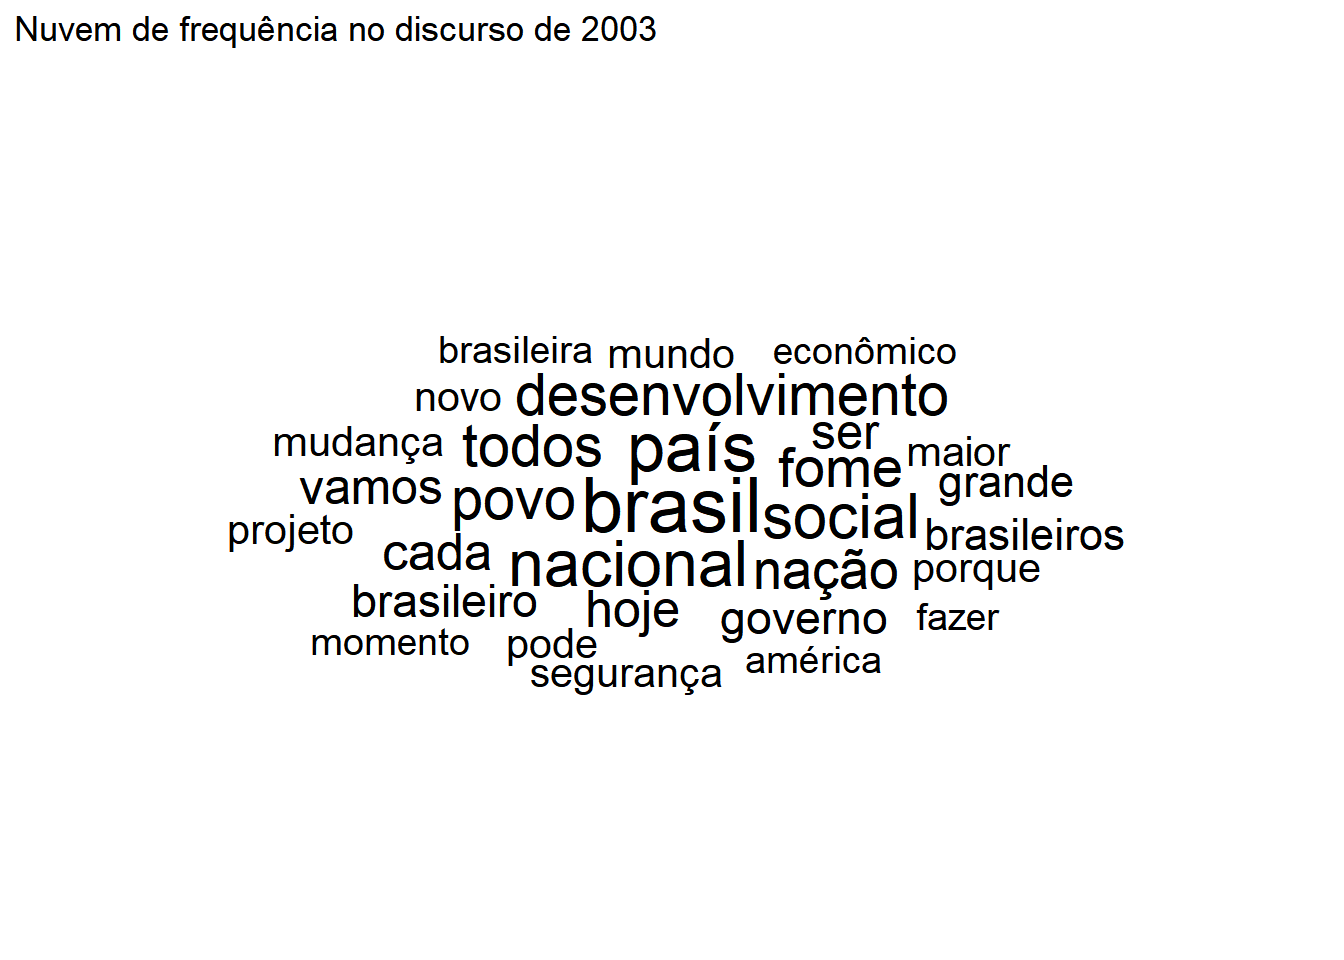 Nuvem de frequência no discurso de 2003
brasileira mundo econômico
novo desenvolvimento
mudança todos país ser maior
vamos povo brasil fome grande
projeto social brasileiros
cada nacional nação porque
brasileiro hoje governo fazer
momento pode américa
segurança